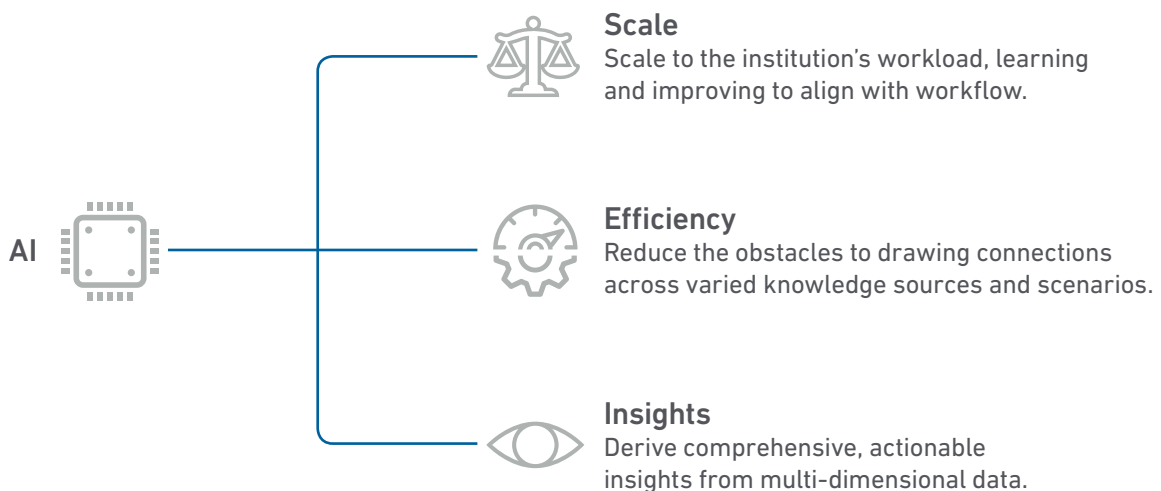 Scale
Scale to the institution’s workload, learning
and improving to align with workflow.
AI
Efficiency
Reduce the obstacles to drawing connections
across varied knowledge sources and scenarios.
Insights
Derive comprehensive, actionable
insights from multi-dimensional data.